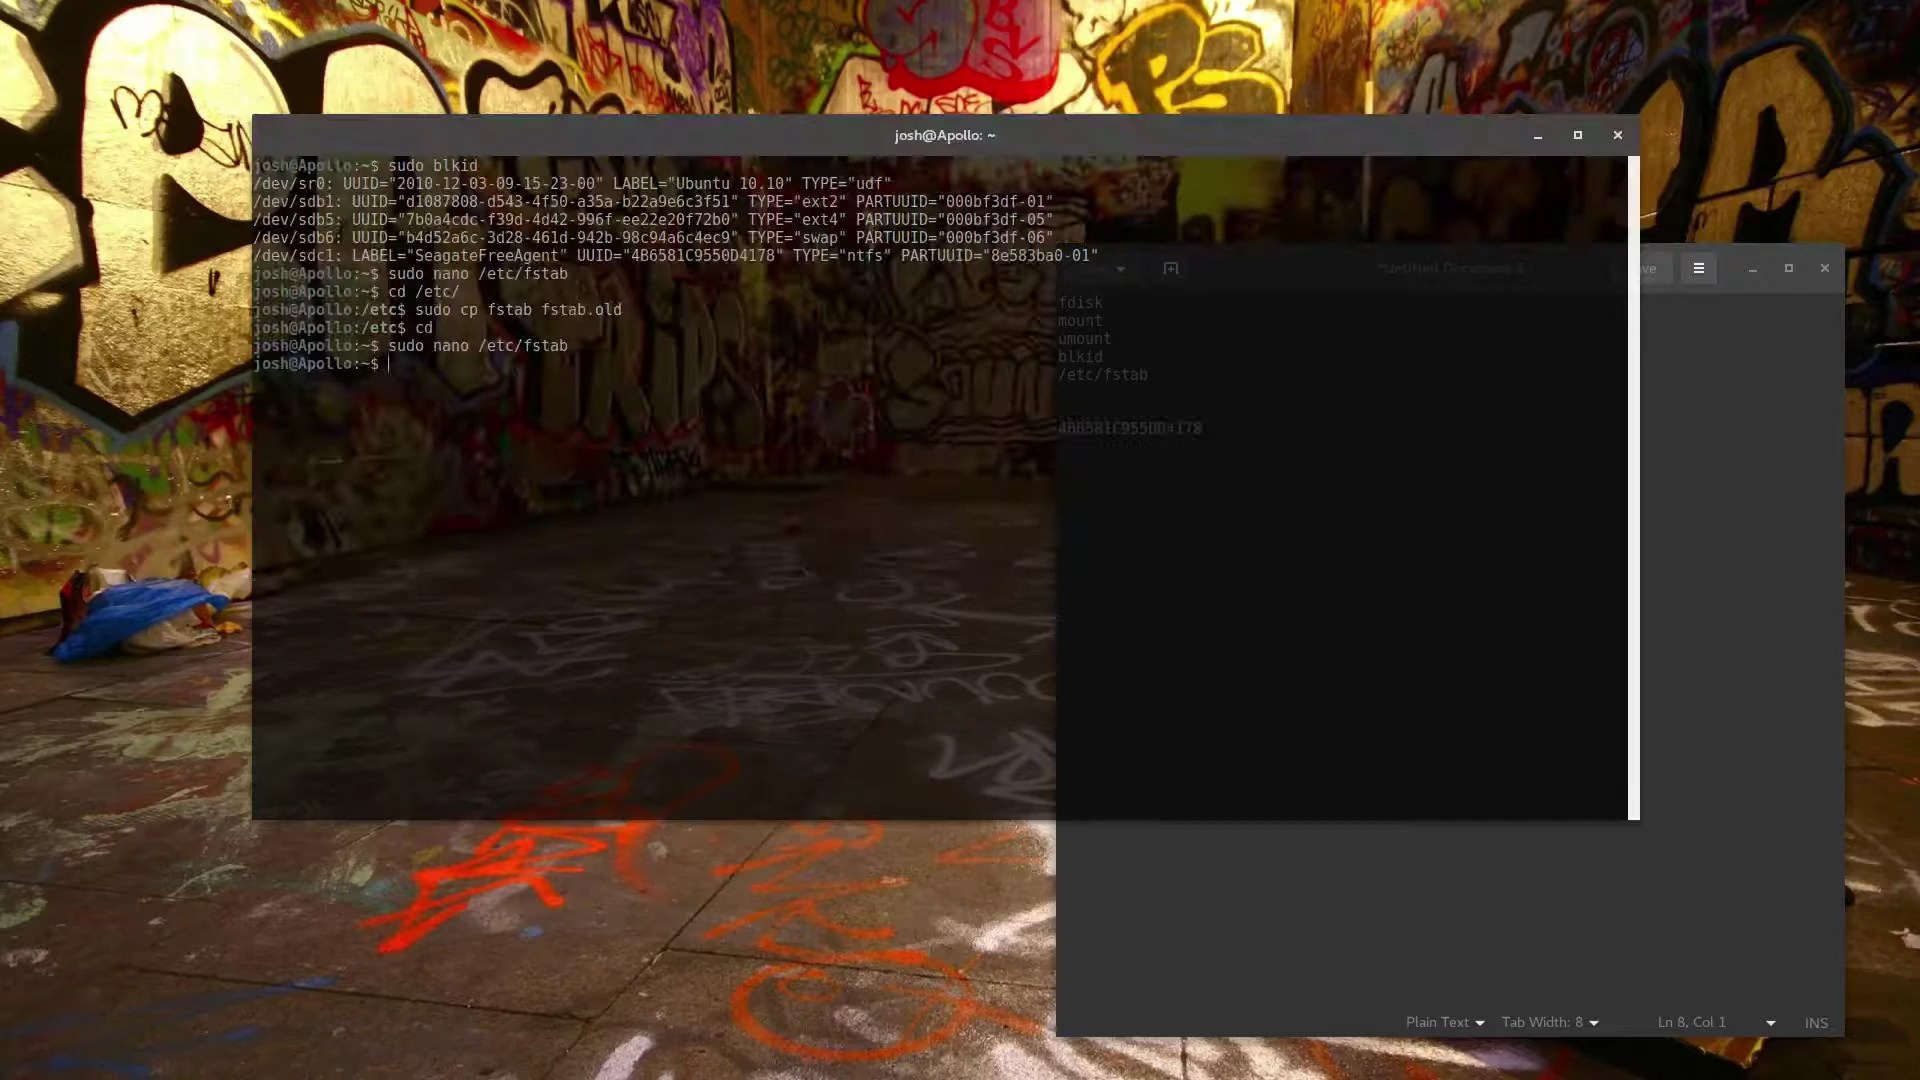 josh@Apollo: ~
josh@Apollo:~$ sudo blkid
/dev/sr0: UUID="2010-12-03-09-15-23-00" LABEL="Ubuntu 10.10" TYPE="udf"
/dev/sdb1: UUID="d1087808-d543-4f50-a35a-b22a9e6c3f51" TYPE="ext2" PARTUUID="000bf3df-01"
/dev/sdb5: UUID="7b0a4cdc-f39d-4d42-996f-ee22e20f72b0" TYPE="ext4" PARTUUID="000bf3df-05"
/dev/sdb6: UUID="b4d52a6c-3d28-461d-942b-98c94a6c4ec9" TYPE="swap" PARTUUID="000bf3df-06"
/dev/sdc1: LABEL="SeagateFreeAgent" UUID="4B6581C9550D4178" TYPE="ntfs" PARTUUID="8e583ba0-01"
josh@Apollo:~$ sudo nano /etc/fstab
josh@Apollo:~$ cd /etc/
josh@Apollo:/etc$ sudo cp fstab fstab.old
josh@Apollo:/etc$ cd
josh@Apollo:~$ sudo nano /etc/fstab
josh@Apollo:~$
*Untitled Document 1
fdisk
mount
umount
blkid
/etc/fstab
Plain Text
Tab Width: 8
Ln 8, Col 1
INS